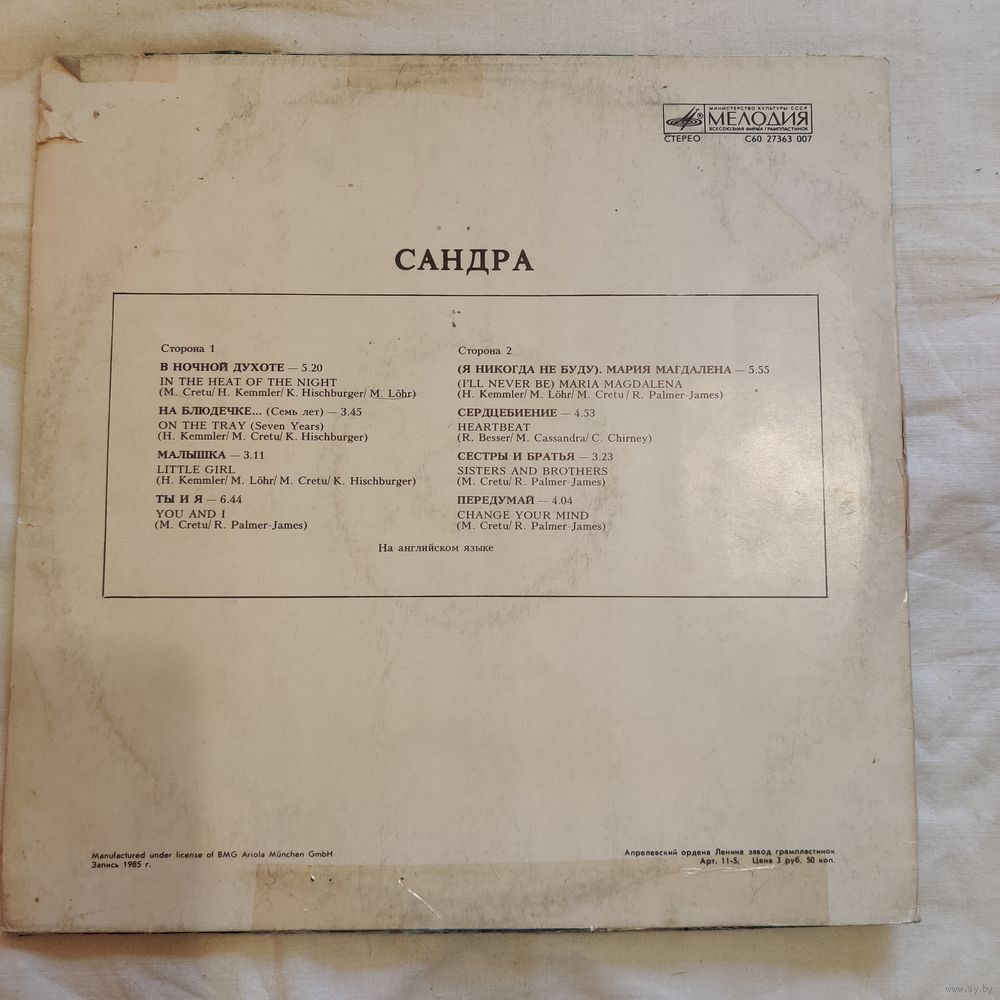 МИНИСТЕРСТВО КУЛЬТУРЫ СССР
МЕЛОДИЯ
ВСЕСОЮЗНАЯ ФИРМА ГРАМПЛАСТИНОК
СТЕРЕО С60 27363 007
САНДРА
Сторона 1
В НОЧНОЙ ДУХОТЕ — 5.20
IN THE HEAT OF THE NIGHT
(M. Cretu/ H. Kemmler/ K. Hischburger/ M. Löhr)
НА БЛЮДЕЧКЕ... (Семь лет) — 3.45
ON THE TRAY (Seven Years)
(H. Kemmler/ M. Cretu/ K. Hischburger)
МАЛЫШКА — 3.11
LITTLE GIRL
(H. Kemmler/ M. Löhr/ M. Cretu/ K. Hischburger)
ТЫ И Я — 6.44
YOU AND I
(M. Cretu/ R. Palmer-James)
Сторона 2
(Я НИКОГДА НЕ БУДУ). МАРИЯ МАГДАЛЕНА — 5.55
(I'LL NEVER BE) MARIA MAGDALENA
(H. Kemmler/ M. Löhr/ M. Cretu/ R. Palmer-James)
СЕРДЦЕБИЕНИЕ — 4.53
HEARTBEAT
(R. Besser/ M. Cassandra/ C. Chirney)
СЕСТРЫ И БРАТЬЯ — 3.23
SISTERS AND BROTHERS
(M. Cretu/ R. Palmer-James)
ПЕРЕДУМАЙ — 4.04
CHANGE YOUR MIND
(M. Cretu/ R. Palmer-James)
На английском языке
Manufactured under license of BMG Ariola München GmbH
Запись 1985 г.
Апрелевский ордена Ленина завод грампластинок
Арт. 11-5. Цена 3 руб. 50 коп.
www.ay.by